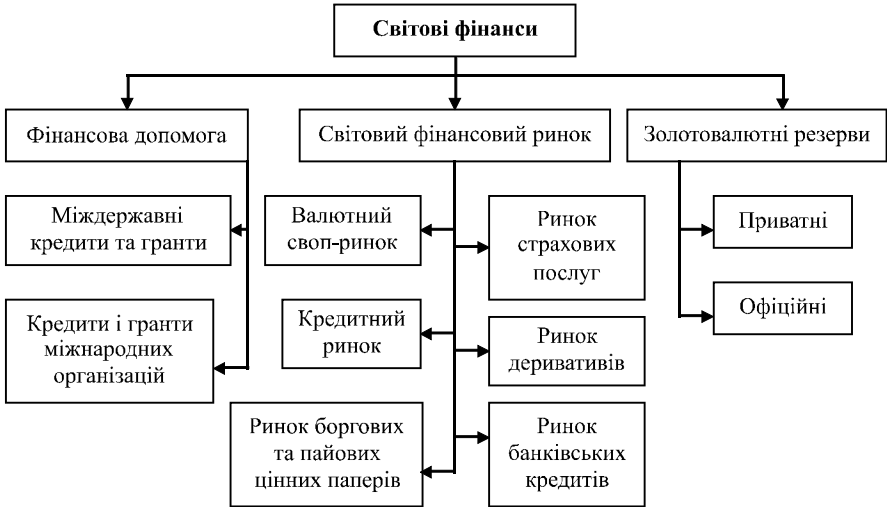 Світові фінанси
Фінансова допомога
Світовий фінансовий ринок
Золотовалютні резерви
Міждержавні
кредити та гранти
Кредити і гранти
міжнародних
організацій
Валютний
своп-ринок
Кредитний
ринок
Ринок боргових
та пайових
цінних паперів
Ринок
страхових
послуг
Ринок
деривативів
Ринок
банківських
кредитів
Приватні
Офіційні